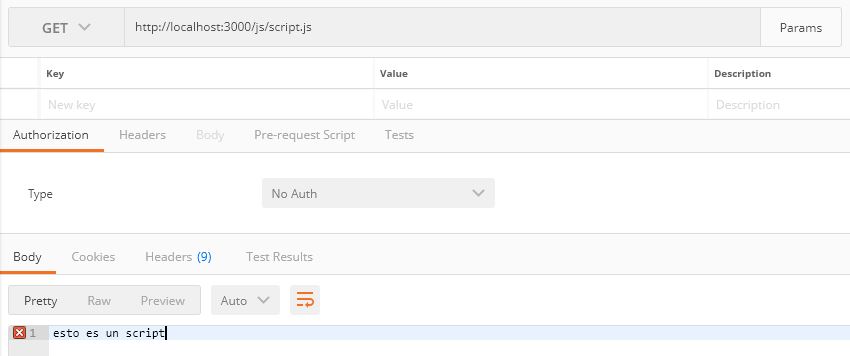 GET http://localhost:3000/js/script.js Params
Key Value Description
New key Value Description
Authorization Headers Body Pre-request Script Tests
Type No Auth
Body Cookies Headers (9) Test Results
Pretty Raw Preview Auto
1 esto es un script